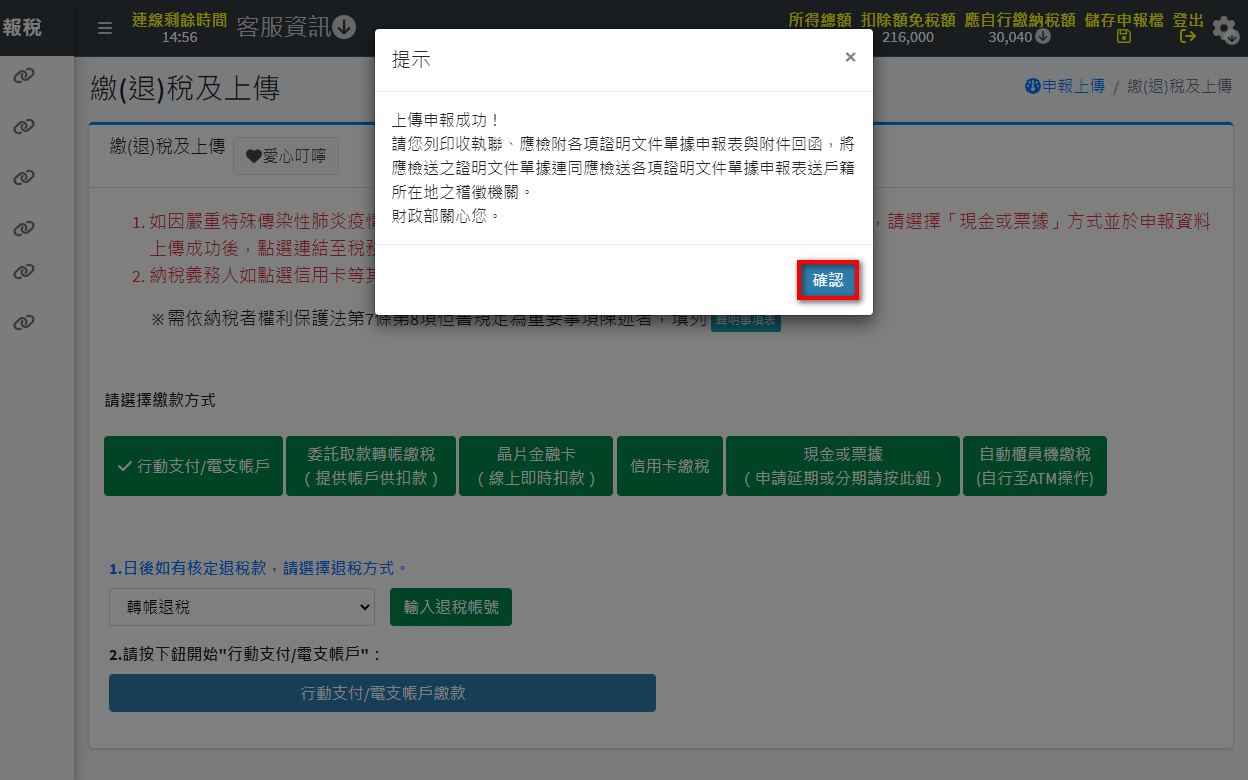 報稅
連線剩餘時間
14:56
客服資訊
所得總額
扣除額免稅額
216,000
應自行繳納稅額
30,040
儲存申報檔
登出
繳(退)稅及上傳
申報上傳 / 繳(退)稅及上傳
提示
×
上傳申報成功！
請您列印收執聯、應檢附各項證明文件單據申報表與附件回函，將
應檢送之證明文件單據連同應檢送各項證明文件單據申報表送戶籍
所在地之稽徵機關。
財政部關心您。
確認
繳(退)稅及上傳
愛心叮嚀
1. 如因嚴重特殊傳染性肺炎疫情 ，請選擇「現金或票據」方式並於申報資料
上傳成功後，點選連結至稅務
2. 納稅義務人如點選信用卡等其
※需依納稅者權利保護法第7條第8項但書規定為重要事項陳述者，填列 聲明事項表
請選擇繳款方式
行動支付/電支帳戶
委託取款轉帳繳稅
( 提供帳戶供扣款 )
晶片金融卡
( 線上即時扣款 )
信用卡繳稅
現金或票據
( 申請延期或分期請按此鈕 )
自動櫃員機繳稅
(自行至ATM操作)
1.日後如有核定退稅款，請選擇退稅方式。
轉帳退稅
輸入退稅帳號
2.請按下鈕開始"行動支付/電支帳戶"：
行動支付/電支帳戶繳款